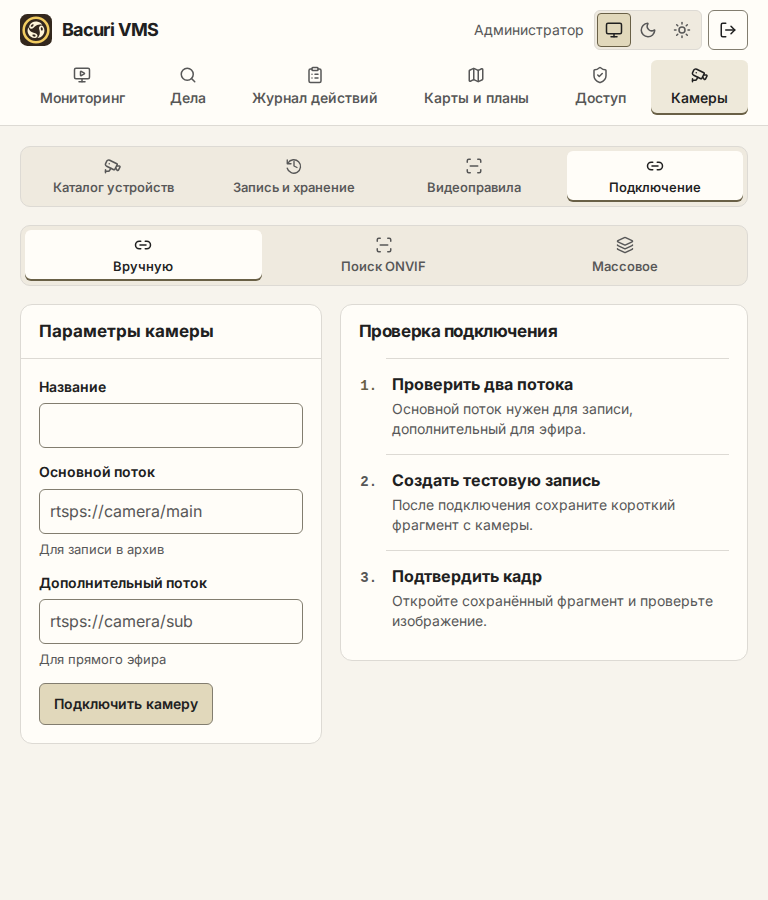 Bacuri VMS
Администратор
Мониторинг
Дела
Журнал действий
Карты и планы
Доступ
Камеры
Каталог устройств
Запись и хранение
Видеоправила
Подключение
Вручную
Поиск ONVIF
Массовое
Параметры камеры
Название
Основной поток
rtsps://camera/main
Для записи в архив
Дополнительный поток
rtsps://camera/sub
Для прямого эфира
Подключить камеру
Проверка подключения
1. Проверить два потока
Основной поток нужен для записи,
дополнительный для эфира.
2. Создать тестовую запись
После подключения сохраните короткий
фрагмент с камеры.
3. Подтвердить кадр
Откройте сохранённый фрагмент и проверьте
изображение.